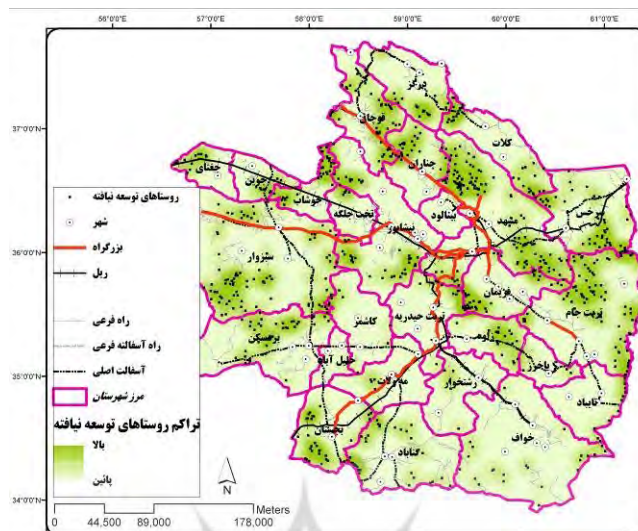 56°0'0"E 57°0'0"E 58°0'0"E 59°0'0"E 60°0'0"E 61°0'0"E
37°0'0"N
36°0'0"N
35°0'0"N
34°0'0"N
درگز
قوچان
کلات
چناران
جغتای
جوین
خوشاب
تخت جلگه
بینالود
مشهد
سرخس
نیشابور
سبزوار
فریمان
تربت حیدریه
تربت جام
کاشمر
بردسکن
خلیل آباد
باخرز
مه ولات
رشتخوار
تایباد
بجستان
گناباد
خواف
روستاهای توسعه نیافته
شهر
بزرگراه
ریل
راه فرعی
راه آسفالته فرعی
آسفالت اصلی
مرز شهرستان
تراکم روستاهای توسعه نیافته
بالا
پائین
N
Meters
0 44,500 89,000 178,000